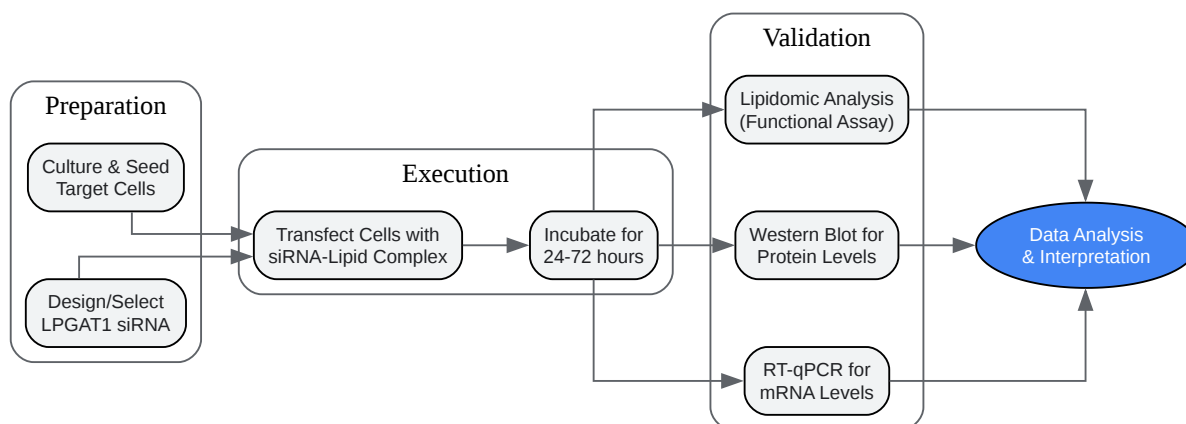 Preparation
Culture & Seed
Target Cells
Design/Select
LPGAT1 siRNA
Execution
Transfect Cells with
siRNA-Lipid Complex
Incubate for
24-72 hours
Validation
Lipidomic Analysis
(Functional Assay)
Western Blot for
Protein Levels
RT-qPCR for
mRNA Levels
Data Analysis
& Interpretation